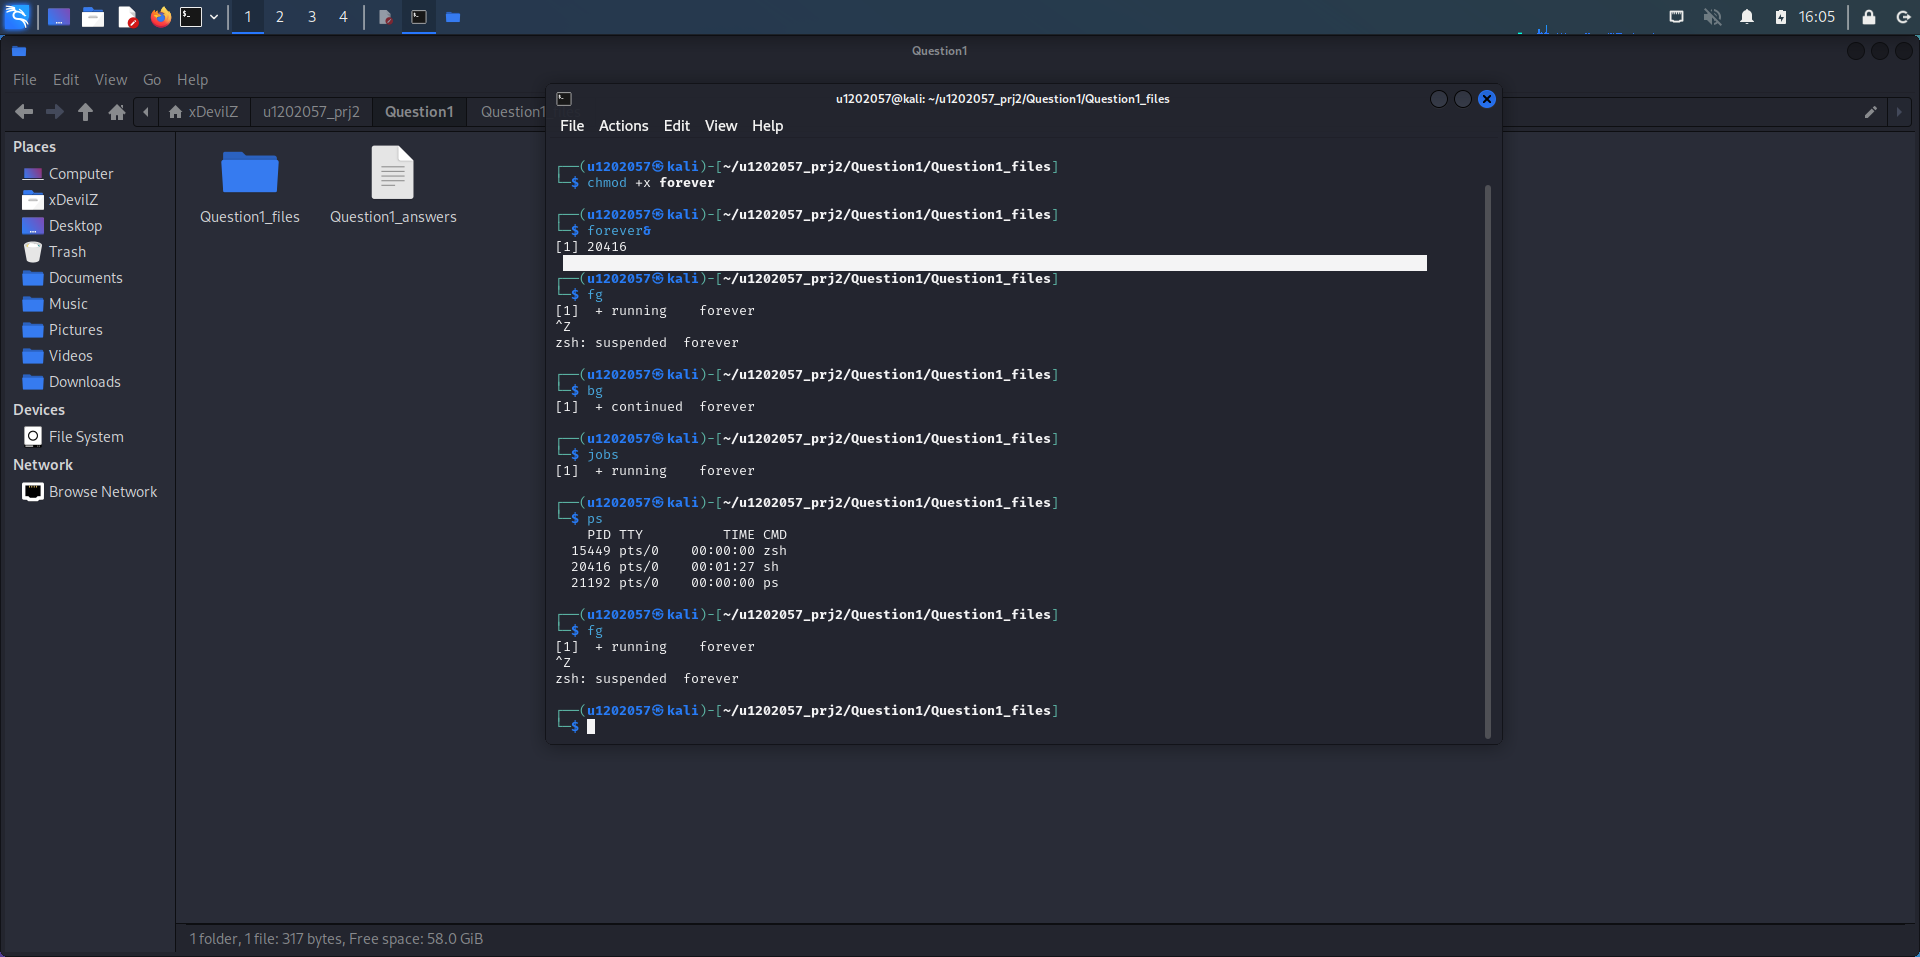 1 2 3 4
16:05
Question1
File Edit View Go Help
xDevilZ u1202057_prj2 Question1 Question1
Places
Computer
xDevilZ
Desktop
Trash
Documents
Music
Pictures
Videos
Downloads
Devices
File System
Network
Browse Network
Question1_files
Question1_answers
1 folder, 1 file: 317 bytes, Free space: 58.0 GiB
u1202057@kali: ~/u1202057_prj2/Question1/Question1_files
File Actions Edit View Help
┌──(u1202057㉿kali)-[~/u1202057_prj2/Question1/Question1_files]
└─$ chmod +x forever
┌──(u1202057㉿kali)-[~/u1202057_prj2/Question1/Question1_files]
└─$ forever&
[1] 20416
┌──(u1202057㉿kali)-[~/u1202057_prj2/Question1/Question1_files]
└─$ fg
[1]  + running    forever
^Z
zsh: suspended  forever
┌──(u1202057㉿kali)-[~/u1202057_prj2/Question1/Question1_files]
└─$ bg
[1]  + continued  forever
┌──(u1202057㉿kali)-[~/u1202057_prj2/Question1/Question1_files]
└─$ jobs
[1]  + running    forever
┌──(u1202057㉿kali)-[~/u1202057_prj2/Question1/Question1_files]
└─$ ps
    PID TTY          TIME CMD
  15449 pts/0    00:00:00 zsh
  20416 pts/0    00:01:27 sh
  21192 pts/0    00:00:00 ps
┌──(u1202057㉿kali)-[~/u1202057_prj2/Question1/Question1_files]
└─$ fg
[1]  + running    forever
^Z
zsh: suspended  forever
┌──(u1202057㉿kali)-[~/u1202057_prj2/Question1/Question1_files]
└─$